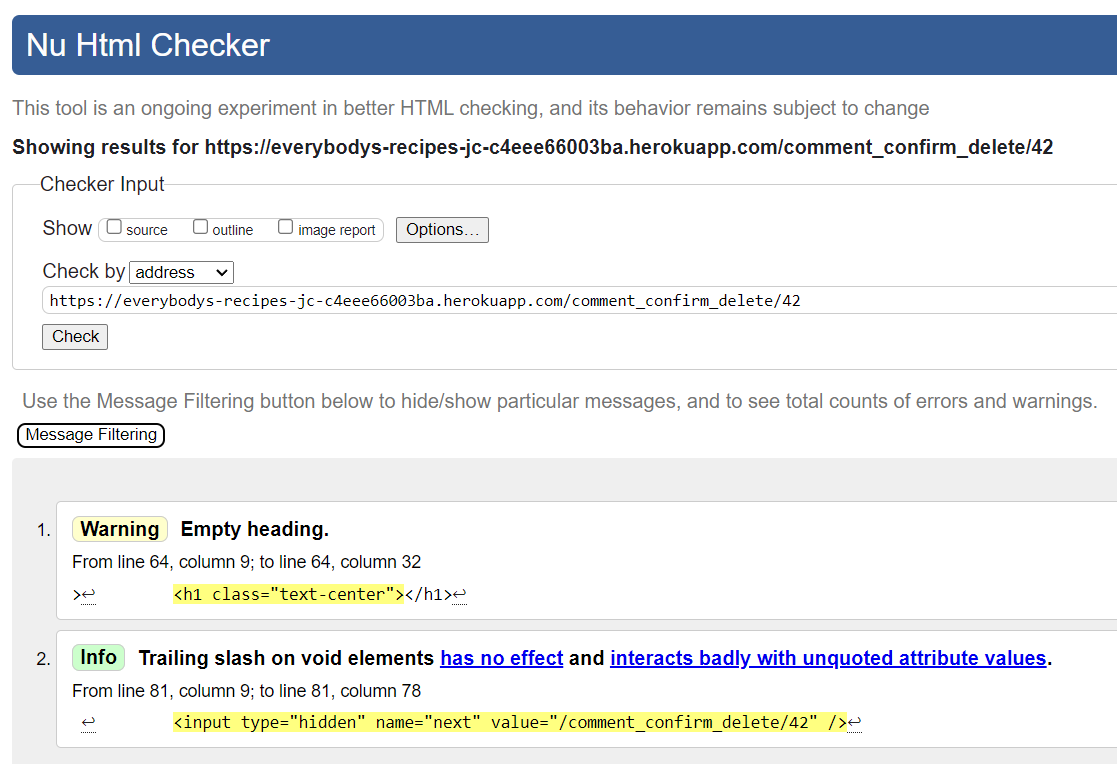 Nu Html Checker
This tool is an ongoing experiment in better HTML checking, and its behavior remains subject to change
Showing results for https://everybodys-recipes-jc-c4eee66003ba.herokuapp.com/comment_confirm_delete/42
Checker Input
Show source outline image report Options...
Check by address
https://everybodys-recipes-jc-c4eee66003ba.herokuapp.com/comment_confirm_delete/42
Check
Use the Message Filtering button below to hide/show particular messages, and to see total counts of errors and warnings.
Message Filtering
1. Warning Empty heading.
From line 64, column 9; to line 64, column 32
>↩ <h1 class="text-center"></h1>↩
2. Info Trailing slash on void elements has no effect and interacts badly with unquoted attribute values.
From line 81, column 9; to line 81, column 78
↩ <input type="hidden" name="next" value="/comment_confirm_delete/42" />↩